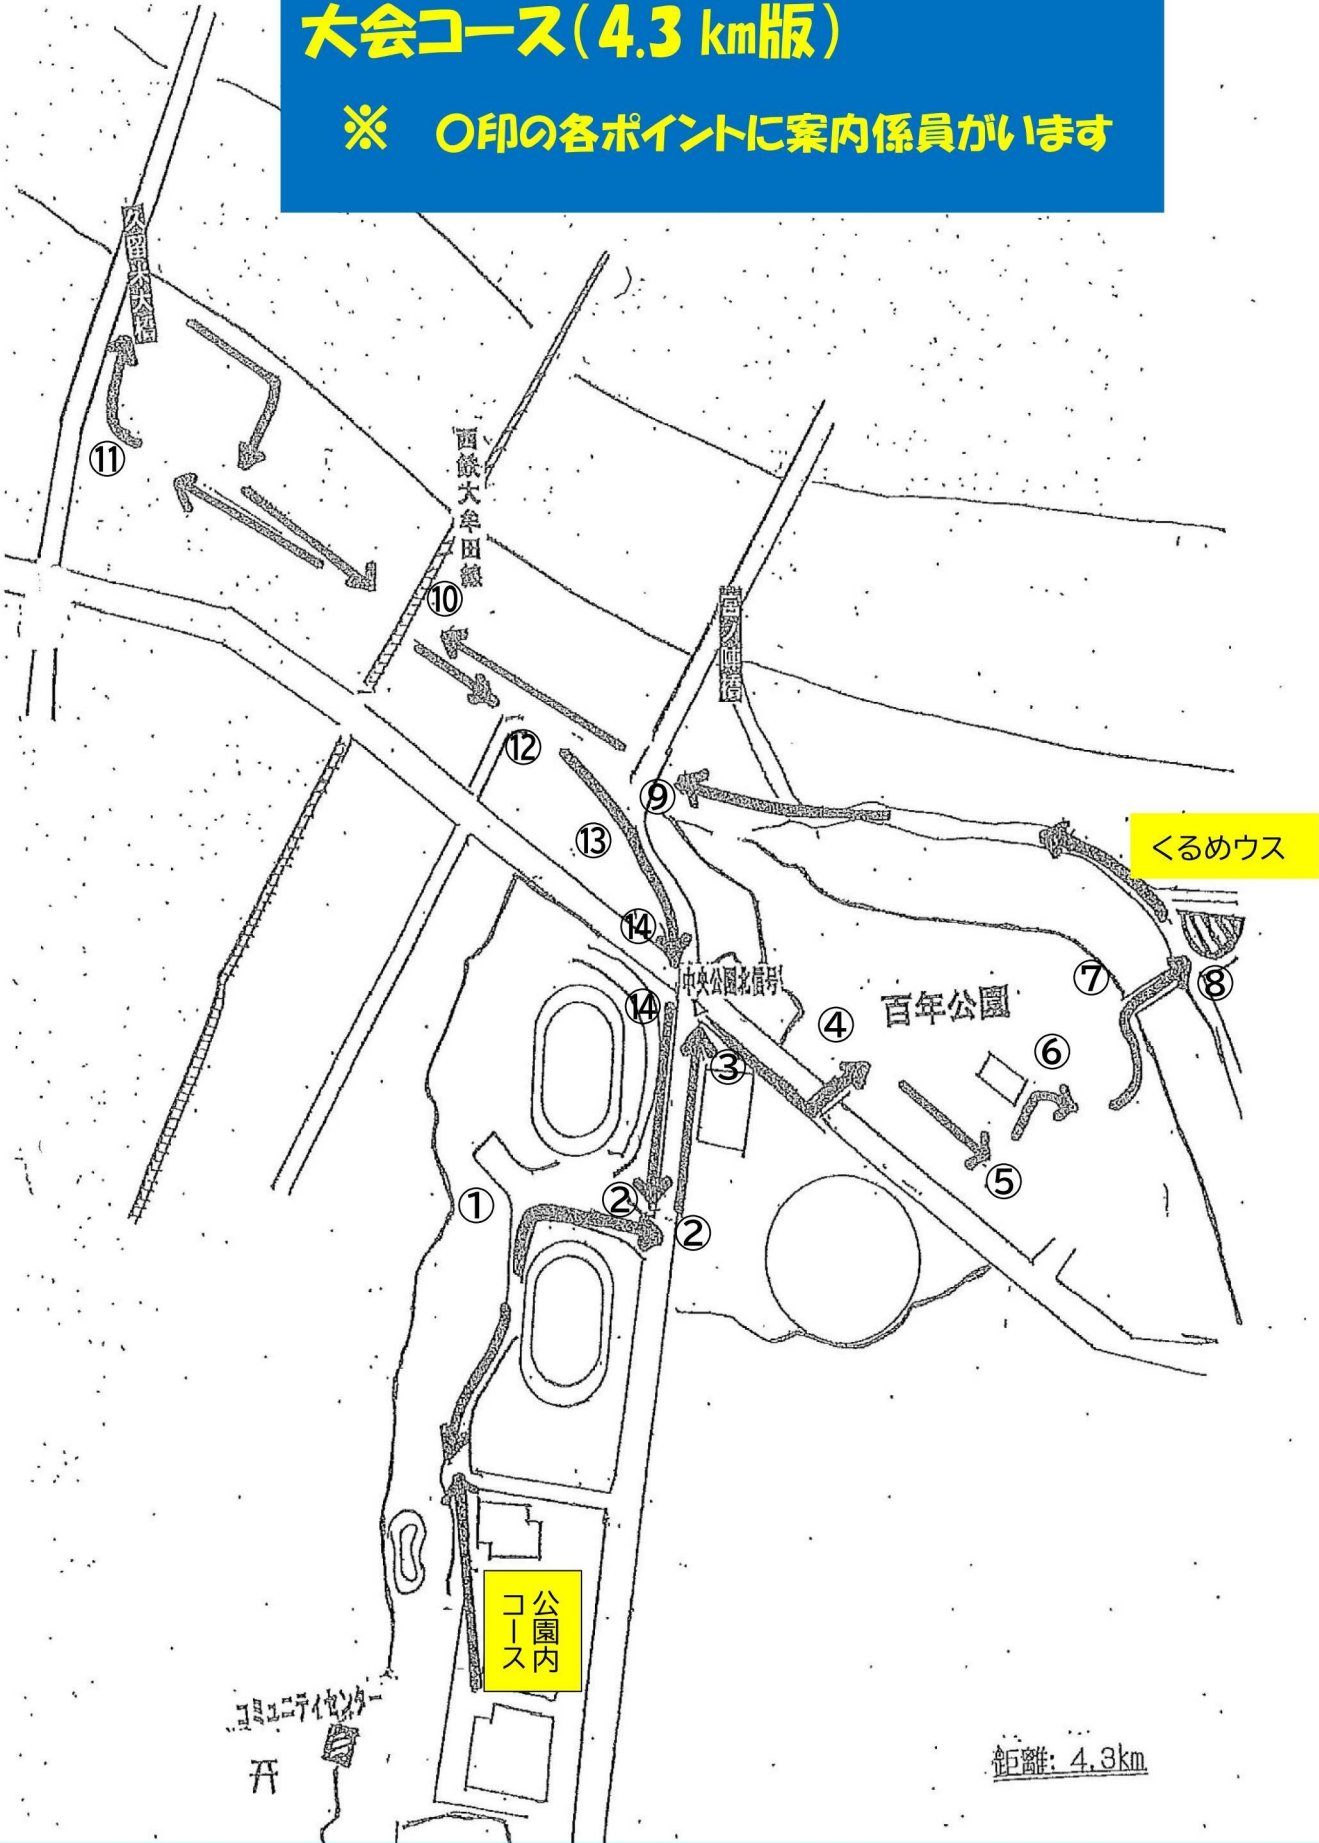 大会コース(4.3 km版)
※ 〇印の各ポイントに案内係員がいます
久留米大橋
⑪
西鉄大牟田線
⑩
⑫
⑨
くるめウス
⑬
⑭
中央公園北信号
⑭
⑦
⑧
百年公園
④
③
⑥
⑤
①
②
②
公園内
コース
コミュニティセンター
距離: 4.3km